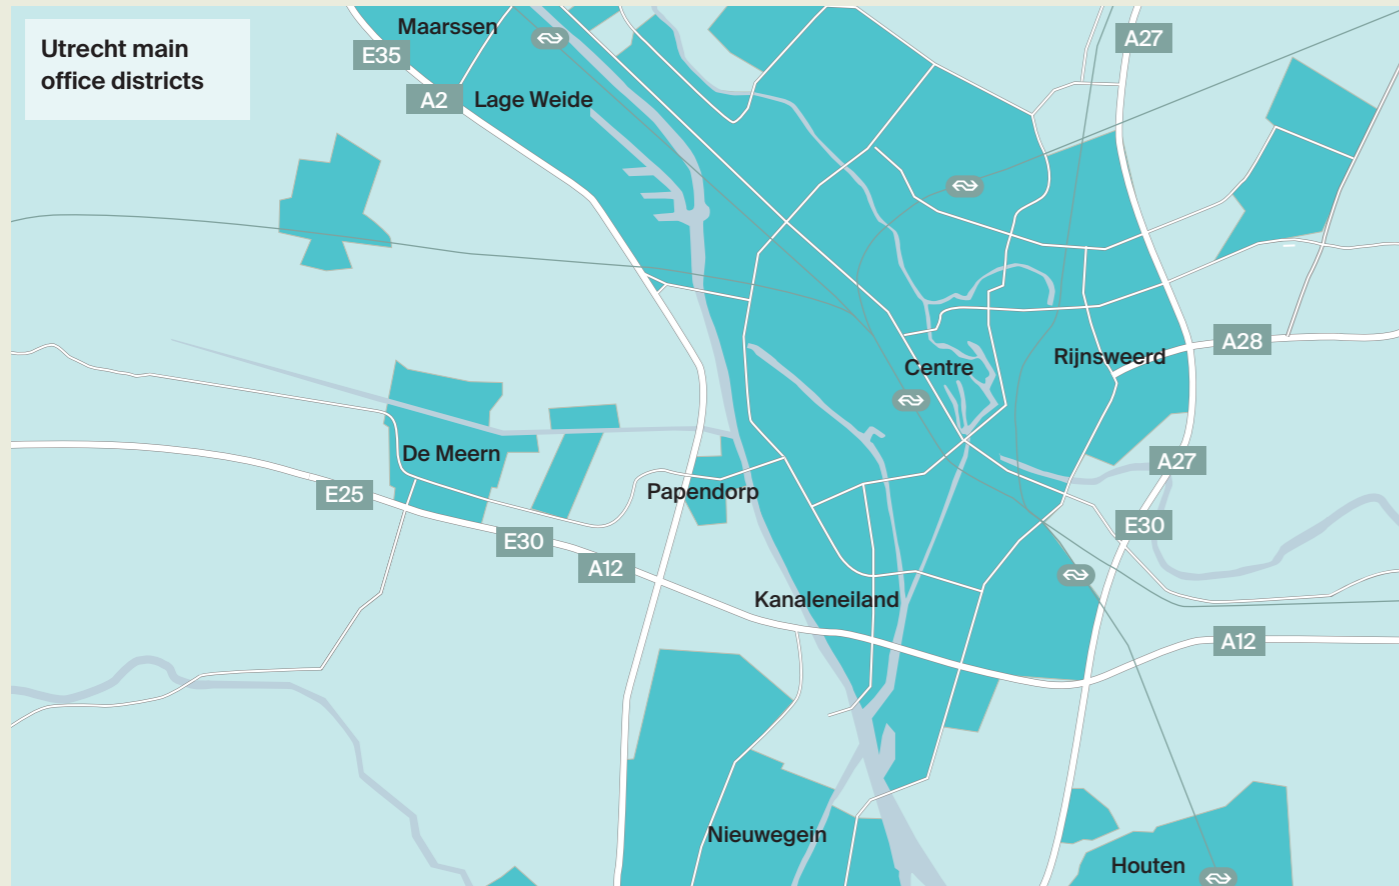 Utrecht main
office districts
Maarssen
E35
A27
A2
Lage Weide
A28
Rijnsweerd
Centre
De Meern
A27
E25
Papendorp
E30
E30
A12
Kanaleneiland
A12
Nieuwegein
Houten